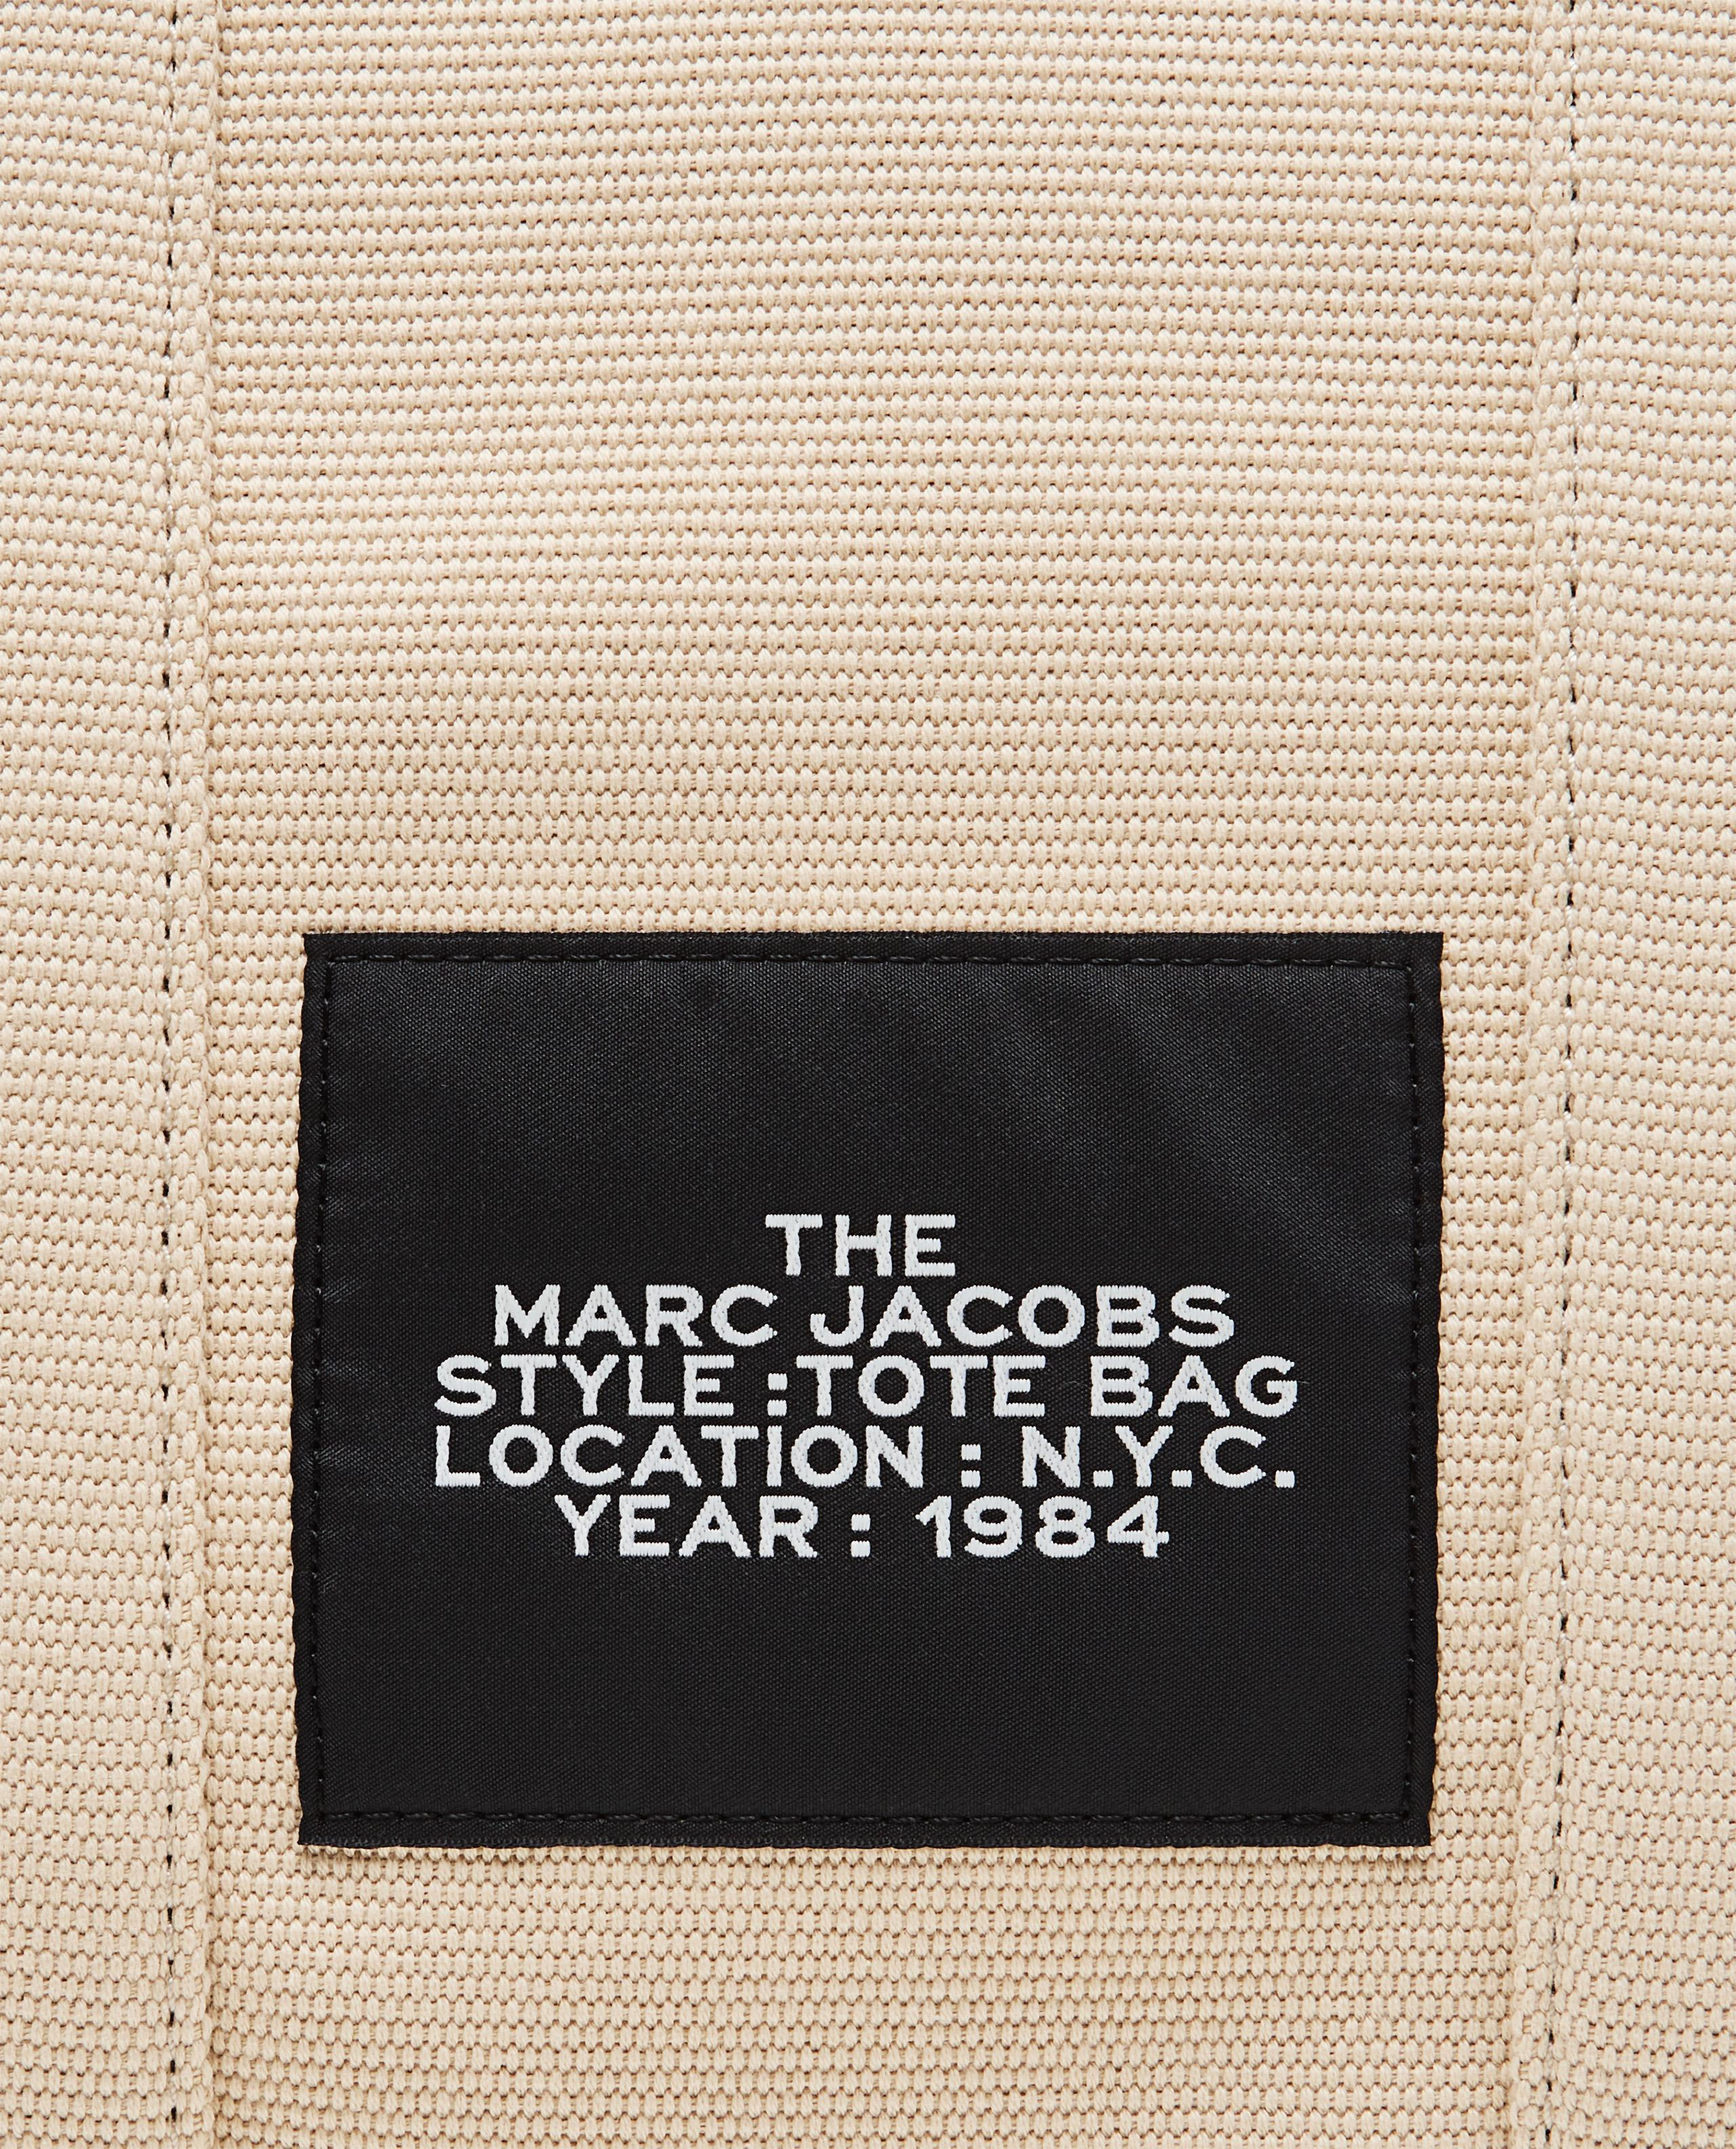 THE
MARC JACOBS
STYLE :TOTE BAG
LOCATION : N.Y.C.
YEAR : 1984